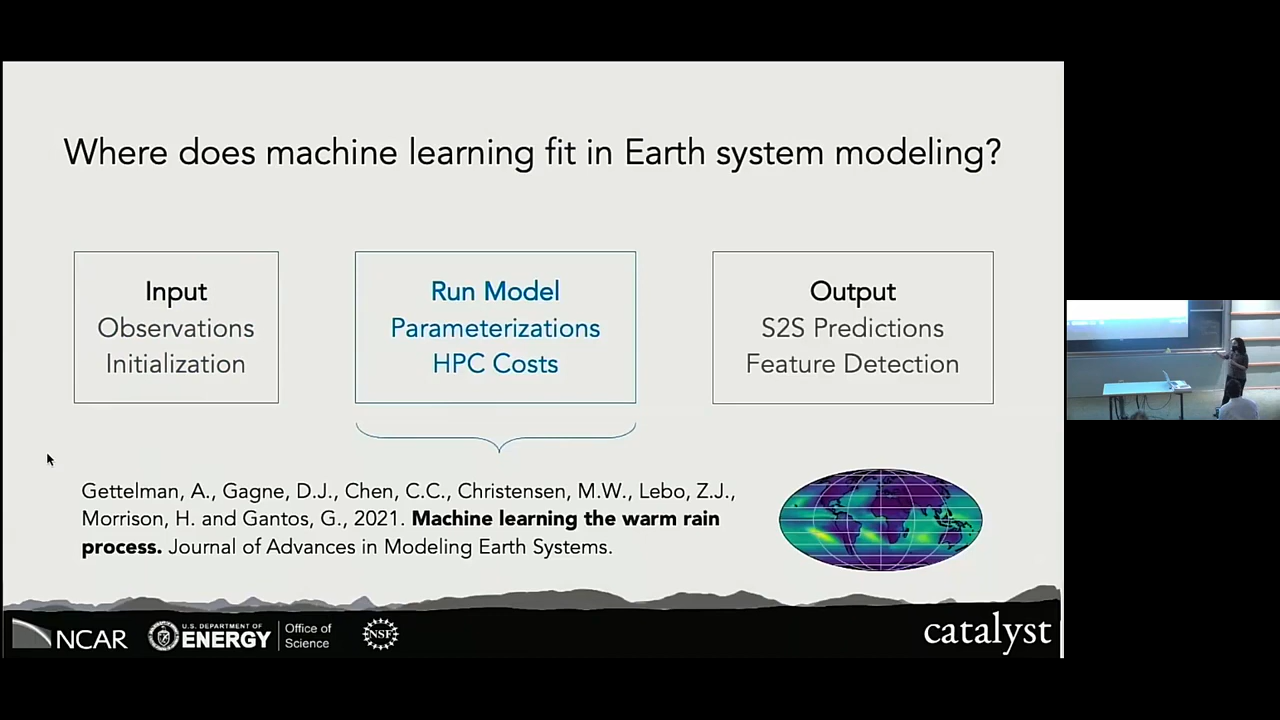 Where does machine learning fit in Earth system modeling?
Input
Observations
Initialization
Run Model
Parameterizations
HPC Costs
Output
S2S Predictions
Feature Detection
Gettelman, A., Gagne, D.J., Chen, C.C., Christensen, M.W., Lebo, Z.J.,
Morrison, H. and Gantos, G., 2021. Machine learning the warm rain
process. Journal of Advances in Modeling Earth Systems.
NCAR
U.S. DEPARTMENT OF
ENERGY
Office of
Science
NSF
catalyst